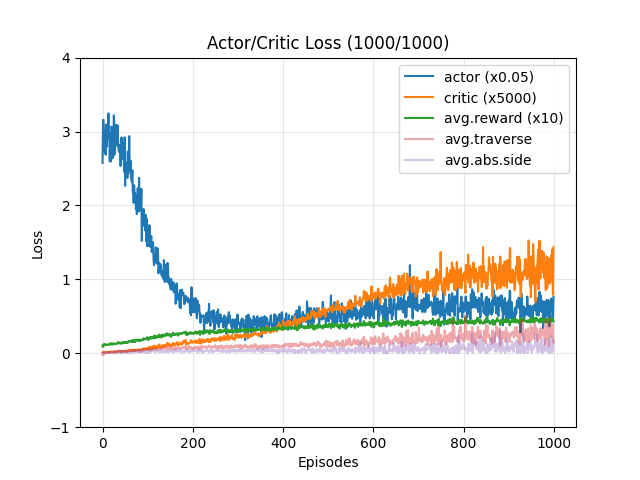 Actor/Critic Loss (1000/1000)
actor (x0.05)
critic (x5000)
avg.reward (x10)
avg.traverse
avg.abs.side
4
3
2
1
0
−1
Loss
0
200
400
600
800
1000
Episodes